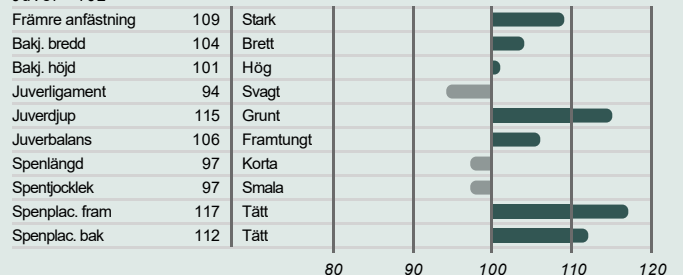 Främre anfästning 109 Stark
Bakj. bredd 104 Brett
Bakj. höjd 101 Hög
Juverligament 94 Svagt
Juverdjup 115 Grunt
Juverbalans 106 Framtungt
Spenlängd 97 Korta
Spentjocklek 97 Smala
Spenplac. fram 117 Tätt
Spenplac. bak 112 Tätt
80 90 100 110 120